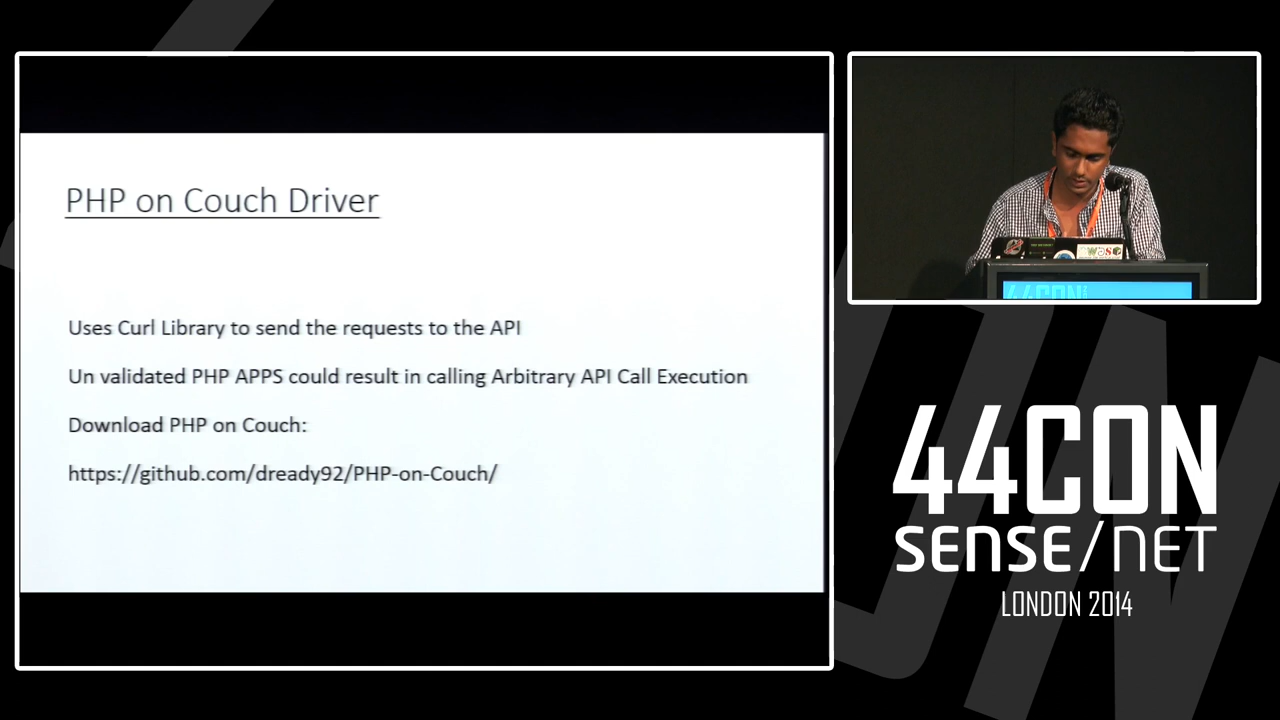 PHP on Couch Driver
Uses Curl Library to send the requests to the API
Un validated PHP APPS could result in calling Arbitrary API Call Execution
Download PHP on Couch:
https://github.com/dready92/PHP-on-Couch/
44CON
44CON
SENSE/NET
LONDON 2014